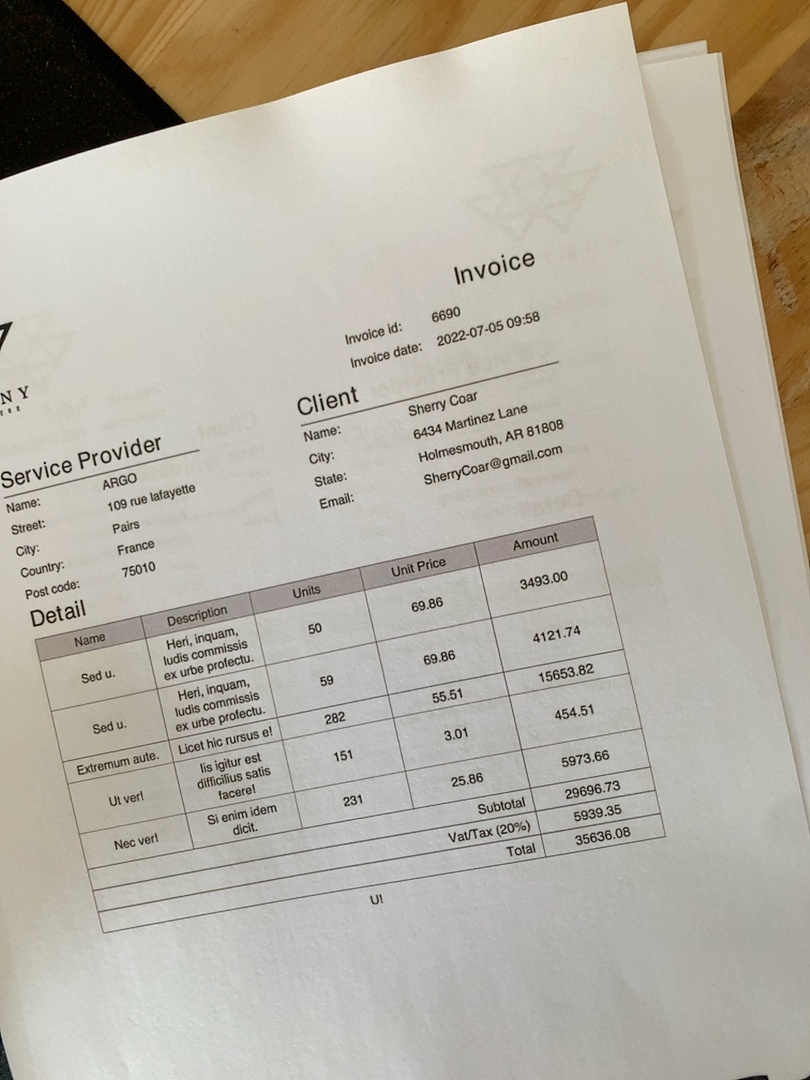 NY
Invoice
Invoice id: 6690
Invoice date: 2022-07-05 09:58
Service Provider
Name: ARGO
Street: 109 rue lafayette
City: Pairs
Country: France
Post code: 75010
Client
Name: Sherry Coar
City: 6434 Martinez Lane
State: Holmesmouth, AR 81808
Email: SherryCoar@gmail.com
Detail
Name Description Units Unit Price Amount
Sed u. Heri, inquam, 50 69.86 3493.00
ludis commissis
ex urbe profectu.
Sed u. Heri, inquam, 59 69.86 4121.74
ludis commissis
ex urbe profectu.
Extremum aute. Licet hic rursus e! 282 55.51 15653.82
Ut ver! Iis igitur est 151 3.01 454.51
difficilius satis
facere!
Nec ver! Si enim idem 231 25.86 5973.66
dicit.
Subtotal 29696.73
Vat/Tax (20%) 5939.35
Total 35636.08
U!